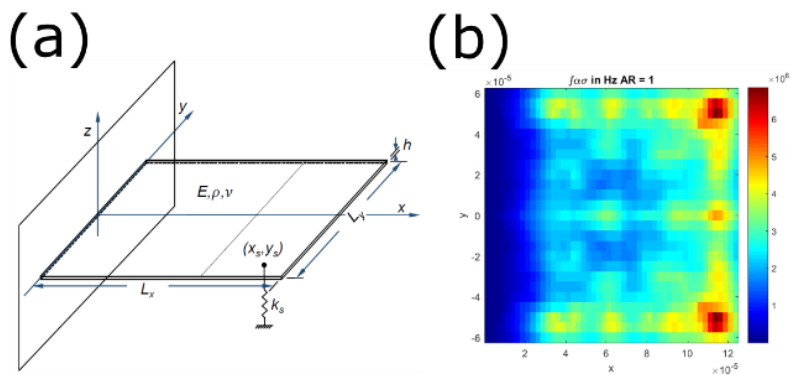 (a)
z
y
h
E,ρ,ν
x
Ly
(xs,ys)
Lx
ks
(b)
∫ασ in Hz AR = 1
×10-5
×106
6
4
2
0
-2
-4
-6
y
2
4
6
8
10
12
x
×10-5
6
5
4
3
2
1